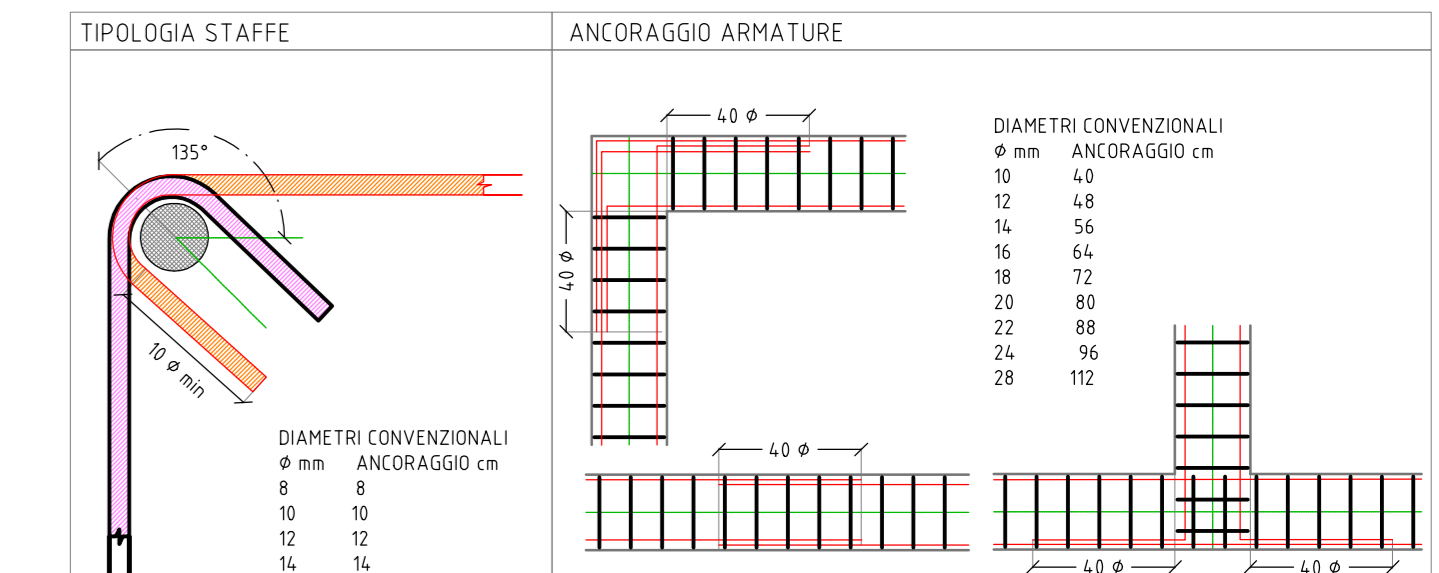 TIPOLOGIA STAFFE
135°
10 ϕ min
DIAMETRI CONVENZIONALI
ϕ mm ANCORAGGIO cm
8 8
10 10
12 12
14 14
ANCORAGGIO ARMATURE
40 ϕ
40 ϕ
DIAMETRI CONVENZIONALI
ϕ mm ANCORAGGIO cm
10 40
12 48
14 56
16 64
18 72
20 80
22 88
24 96
28 112
40 ϕ
40 ϕ
40 ϕ